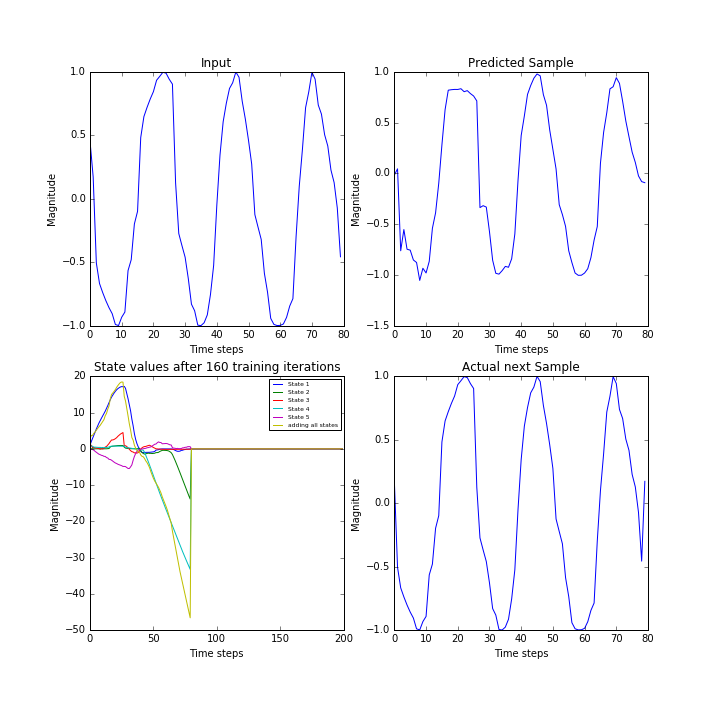 Input
1.0
0.5
0.0
−0.5
−1.0
Magnitude
0 10 20 30 40 50 60 70 80
Time steps
Predicted Sample
1.0
0.5
0.0
−0.5
−1.0
−1.5
Magnitude
0 10 20 30 40 50 60 70 80
Time steps
State values after 160 training iterations
20
10
0
−10
−20
−30
−40
−50
Magnitude
State 1
State 2
State 3
State 4
State 5
adding all states
0 50 100 150 200
Time steps
Actual next Sample
1.0
0.5
0.0
−0.5
−1.0
Magnitude
0 10 20 30 40 50 60 70 80
Time steps